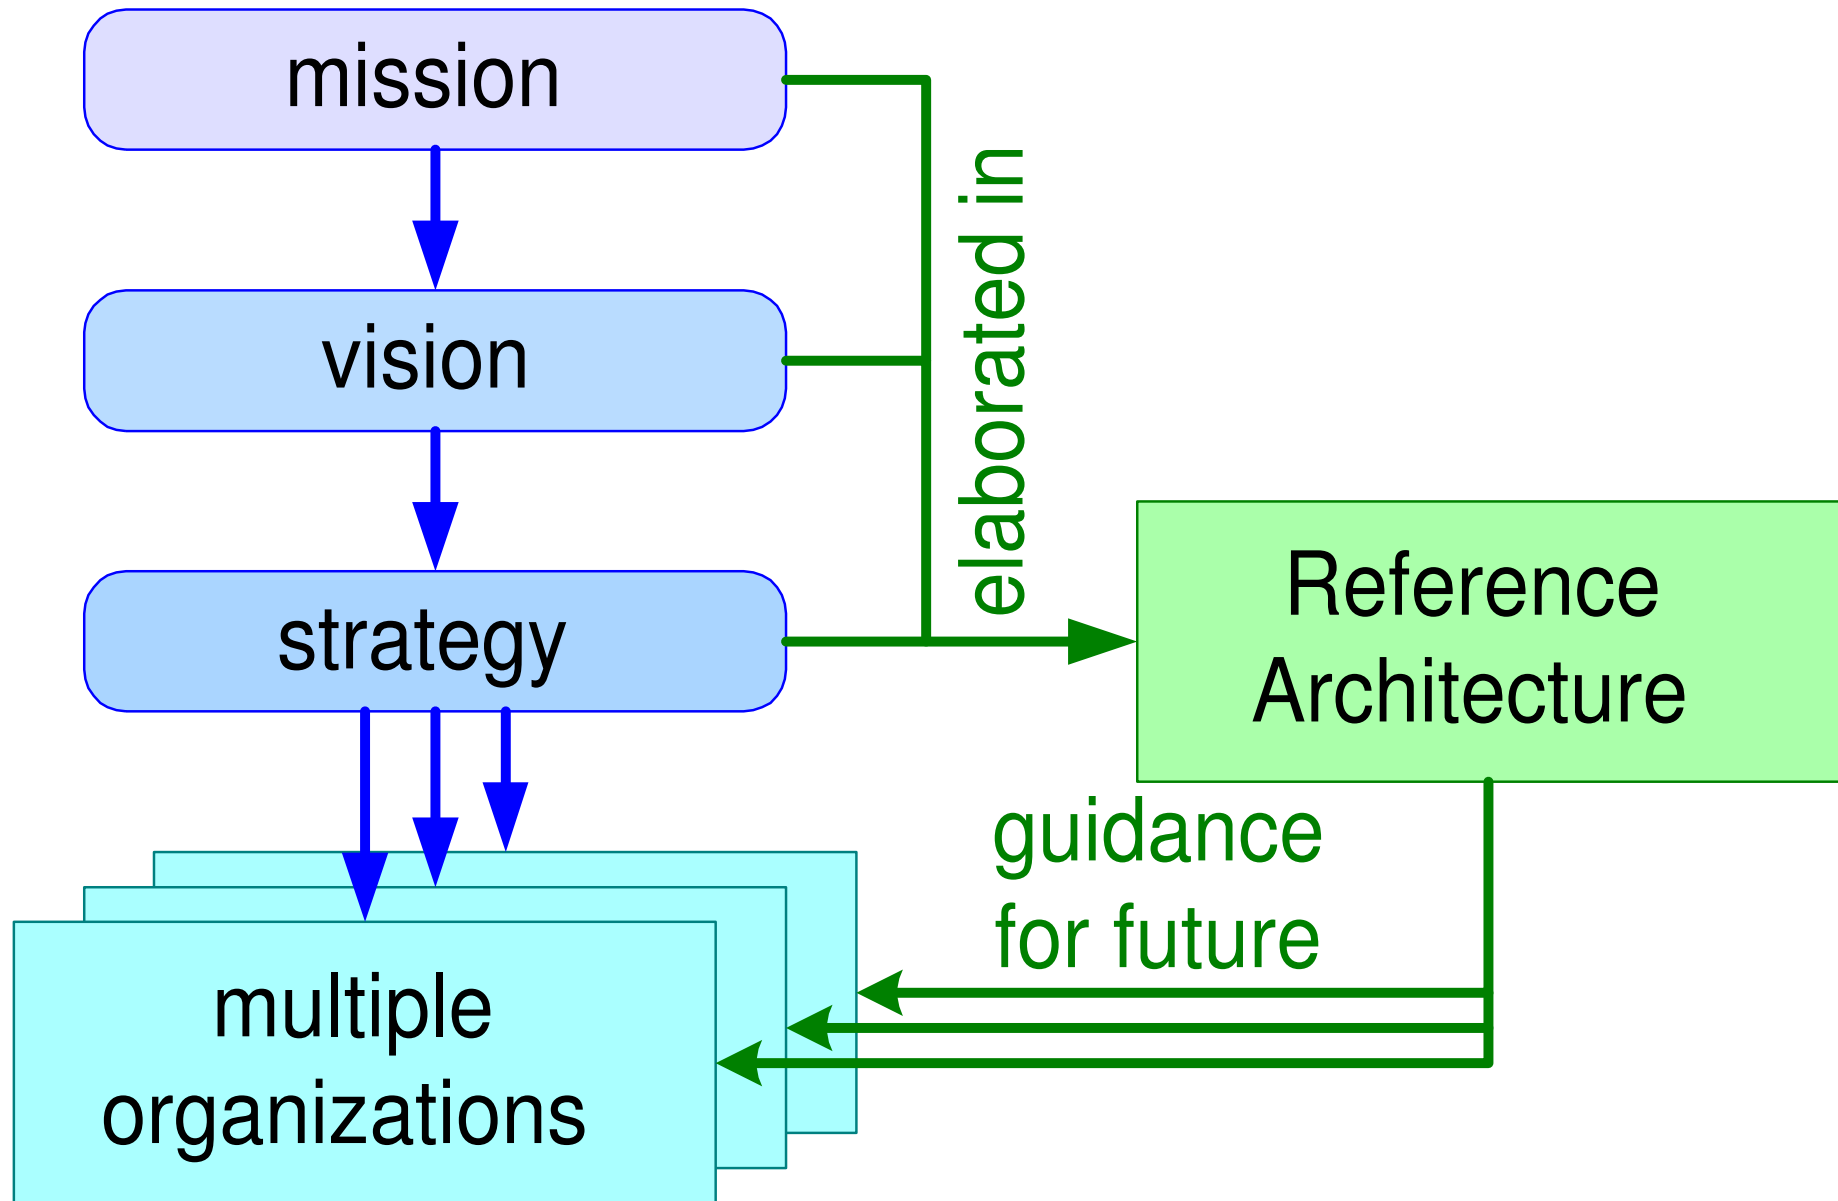 mission
vision
strategy
elaborated in
Reference
Architecture
guidance
for future
multiple
organizations